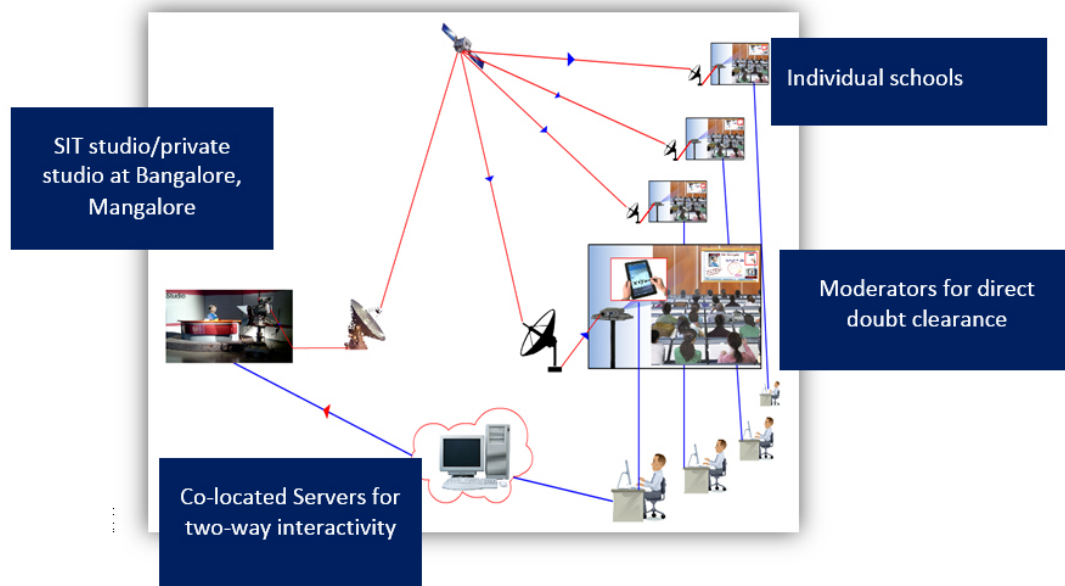 Individual schools
SIT studio/private
studio at Bangalore,
Mangalore
Moderators for direct
doubt clearance
Studio
Co-located Servers for
two-way interactivity